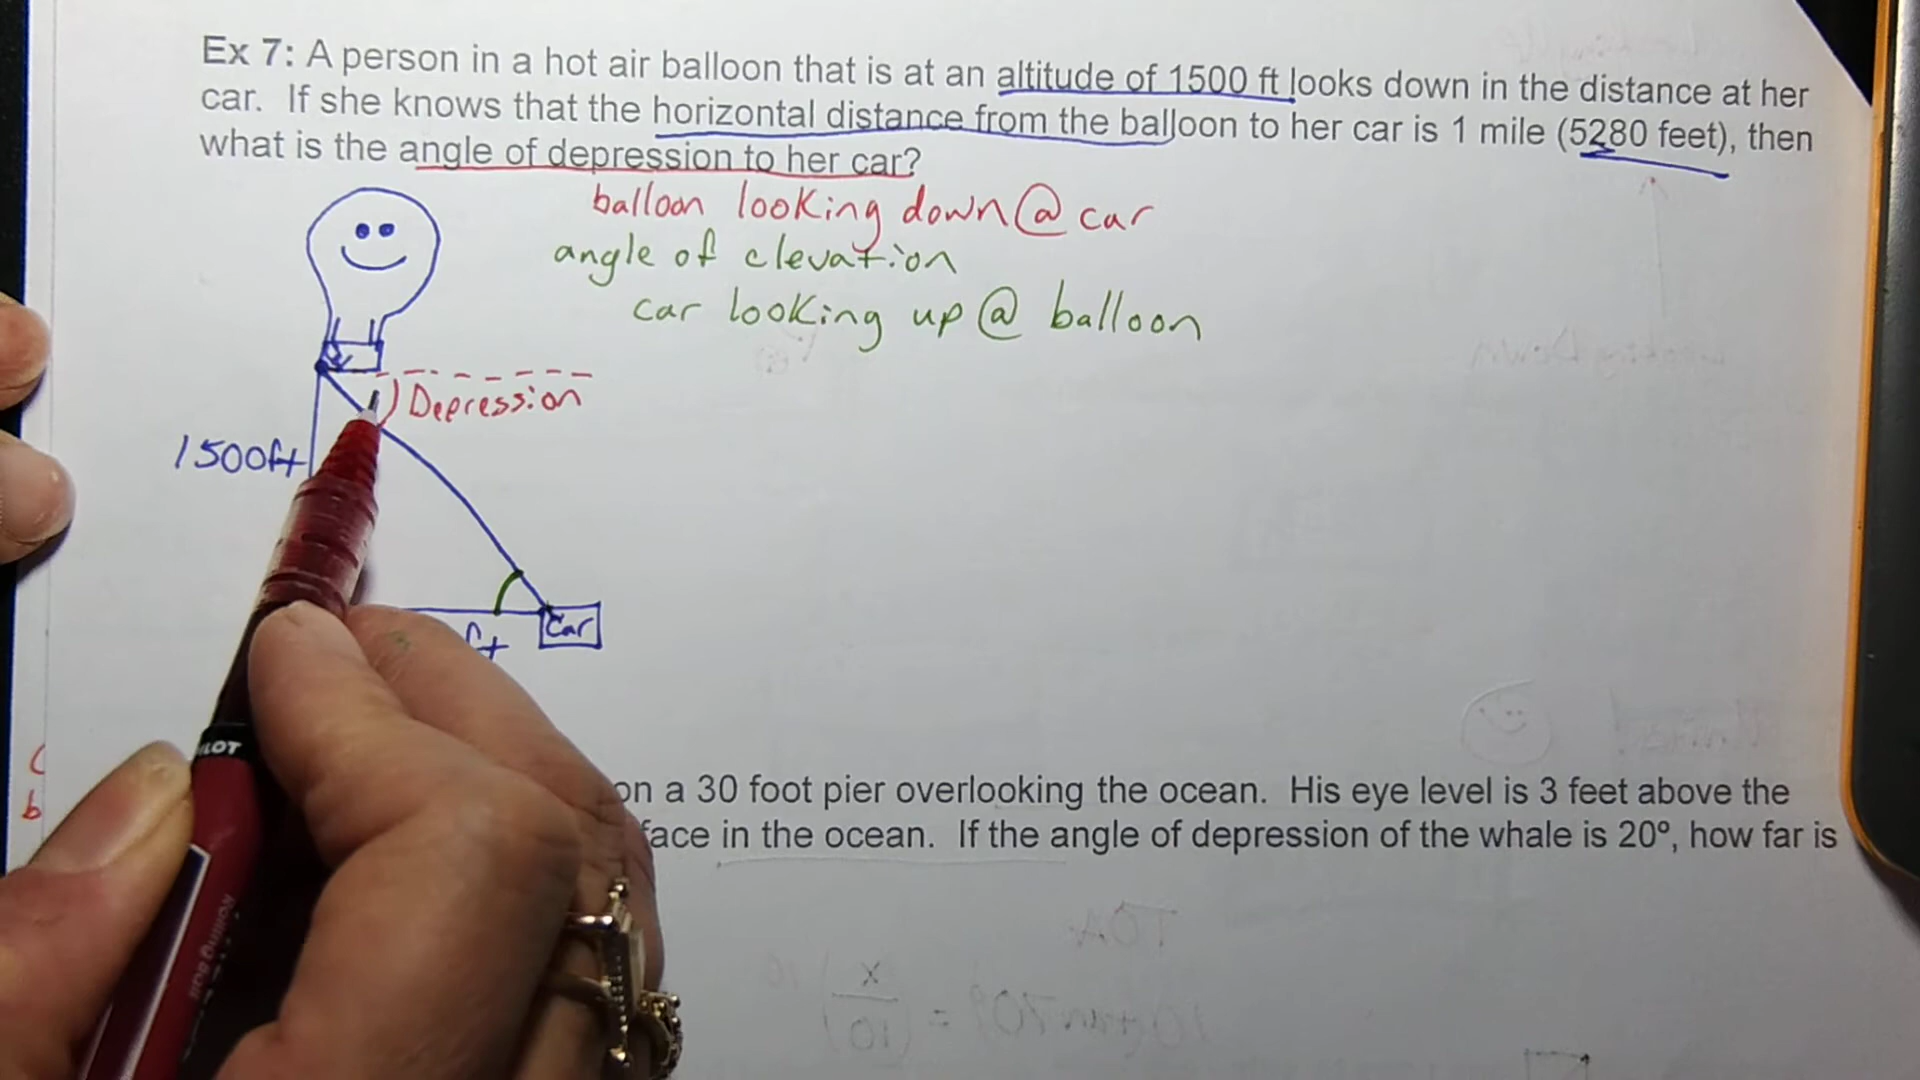 Ex 7: A person in a hot air balloon that is at an altitude of 1500 ft looks down in the distance at her
car. If she knows that the horizontal distance from the balloon to her car is 1 mile (5280 feet), then
what is the angle of depression to her car?
balloon looking down @ car
angle of elevation
car looking up @ balloon
Depression
1500ft
ft
Car
on a 30 foot pier overlooking the ocean. His eye level is 3 feet above the
face in the ocean. If the angle of depression of the whale is 20º, how far is
b